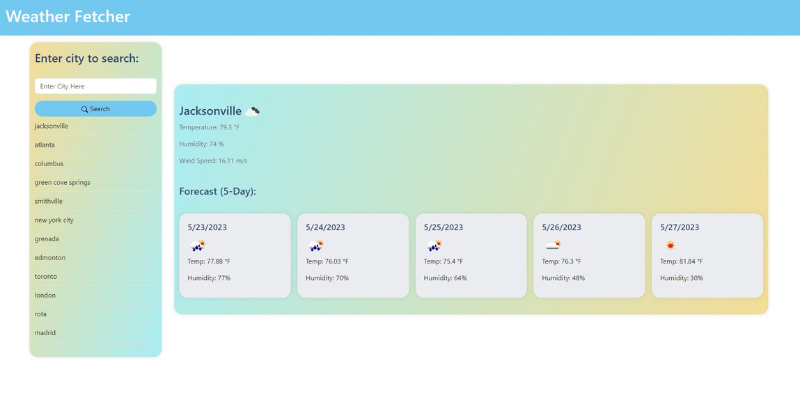 Weather Fetcher
Enter city to search:
Enter City Here
Search
jacksonville
atlanta
columbus
green cove springs
smithville
new york city
grenada
edmonton
toronto
london
rota
madrid
Jacksonville
Temperature: 79.3 °F
Humidity: 74 %
Wind Speed: 16.11 m/s
Forecast (5-Day):
5/23/2023
Temp: 77.88 °F
Humidity: 77%
5/24/2023
Temp: 76.03 °F
Humidity: 70%
5/25/2023
Temp: 75.4 °F
Humidity: 64%
5/26/2023
Temp: 76.3 °F
Humidity: 48%
5/27/2023
Temp: 81.84 °F
Humidity: 30%